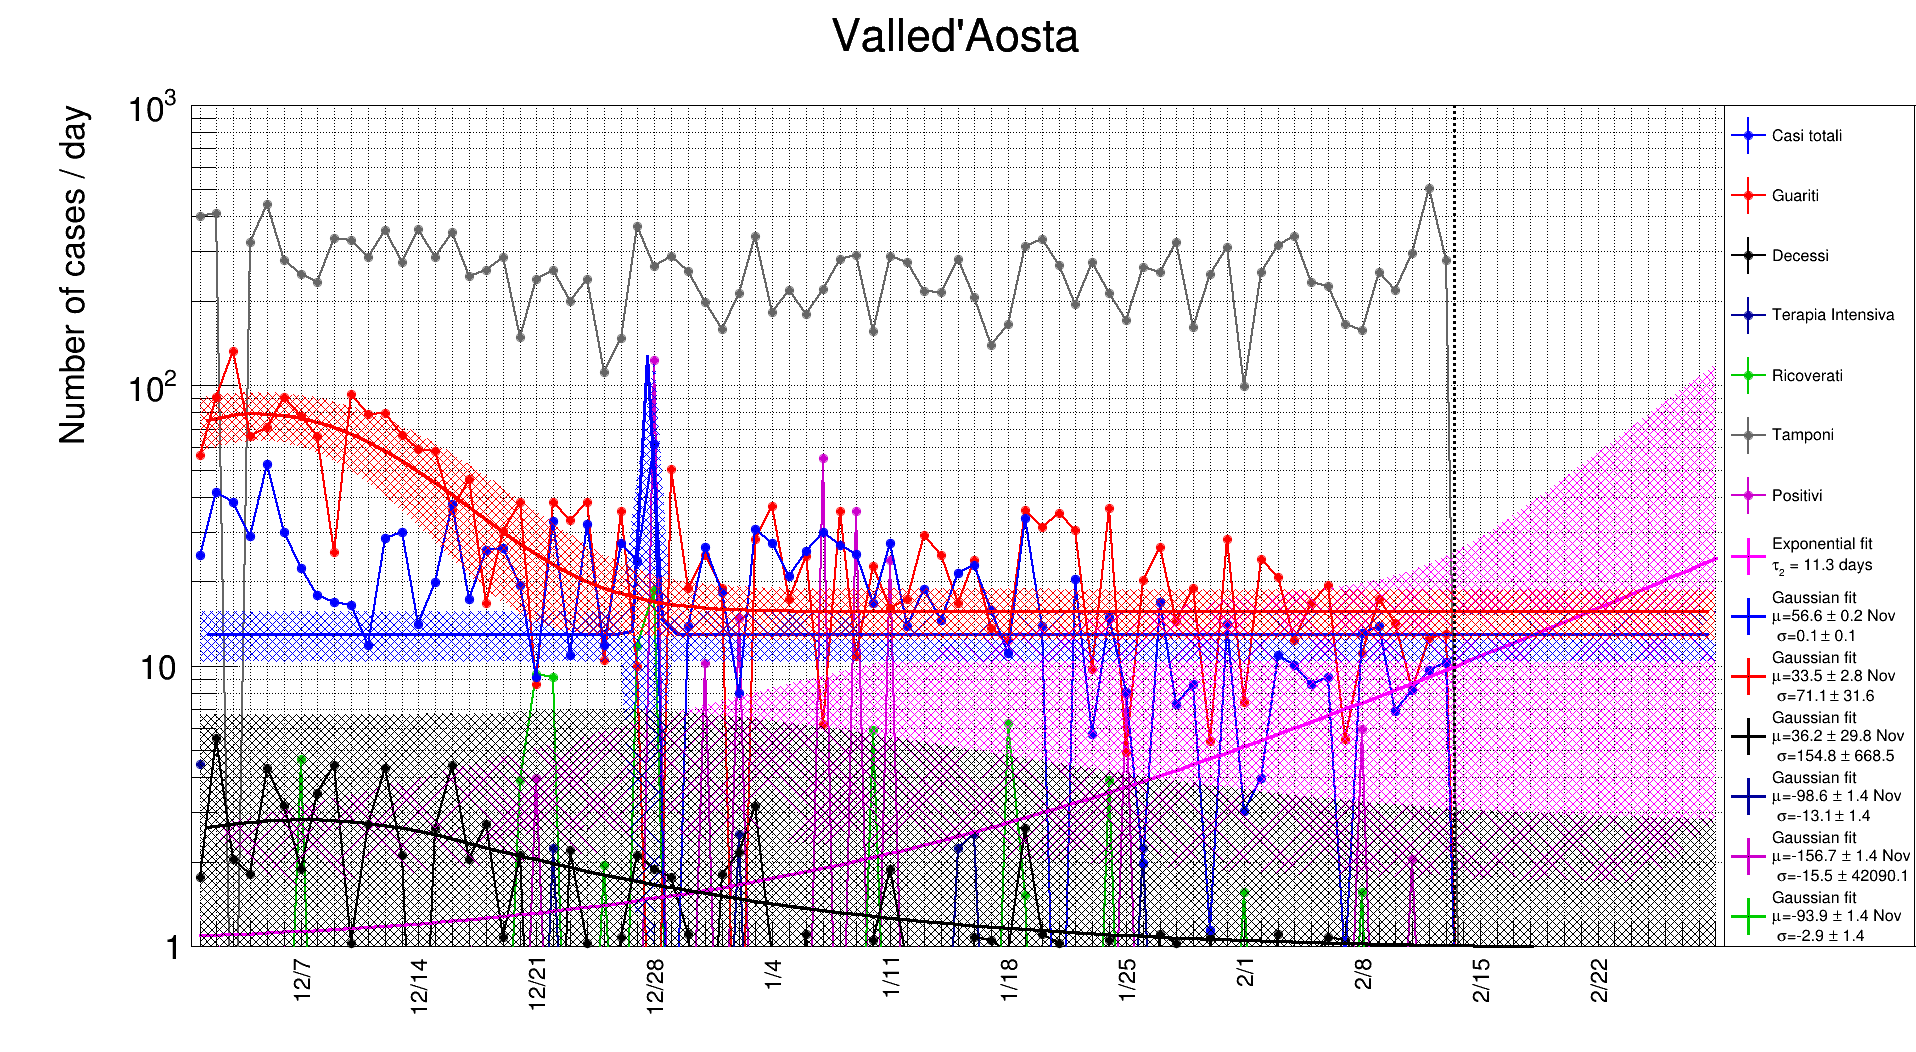 Valled'Aosta
Number of cases / day
10³
10²
10
1
12/7
12/14
12/21
12/28
1/4
1/11
1/18
1/25
2/1
2/8
2/15
2/22
Casi totali
Guariti
Decessi
Terapia Intensiva
Ricoverati
Tamponi
Positivi
Exponential fit
τ₂ = 11.3 days
Gaussian fit
μ=56.6 ± 0.2 Nov
σ=0.1 ± 0.1
Gaussian fit
μ=33.5 ± 2.8 Nov
σ=71.1 ± 31.6
Gaussian fit
μ=36.2 ± 29.8 Nov
σ=154.8 ± 668.5
Gaussian fit
μ=-98.6 ± 1.4 Nov
σ=-13.1 ± 1.4
Gaussian fit
μ=-156.7 ± 1.4 Nov
σ=-15.5 ± 42090.1
Gaussian fit
μ=-93.9 ± 1.4 Nov
σ=-2.9 ± 1.4